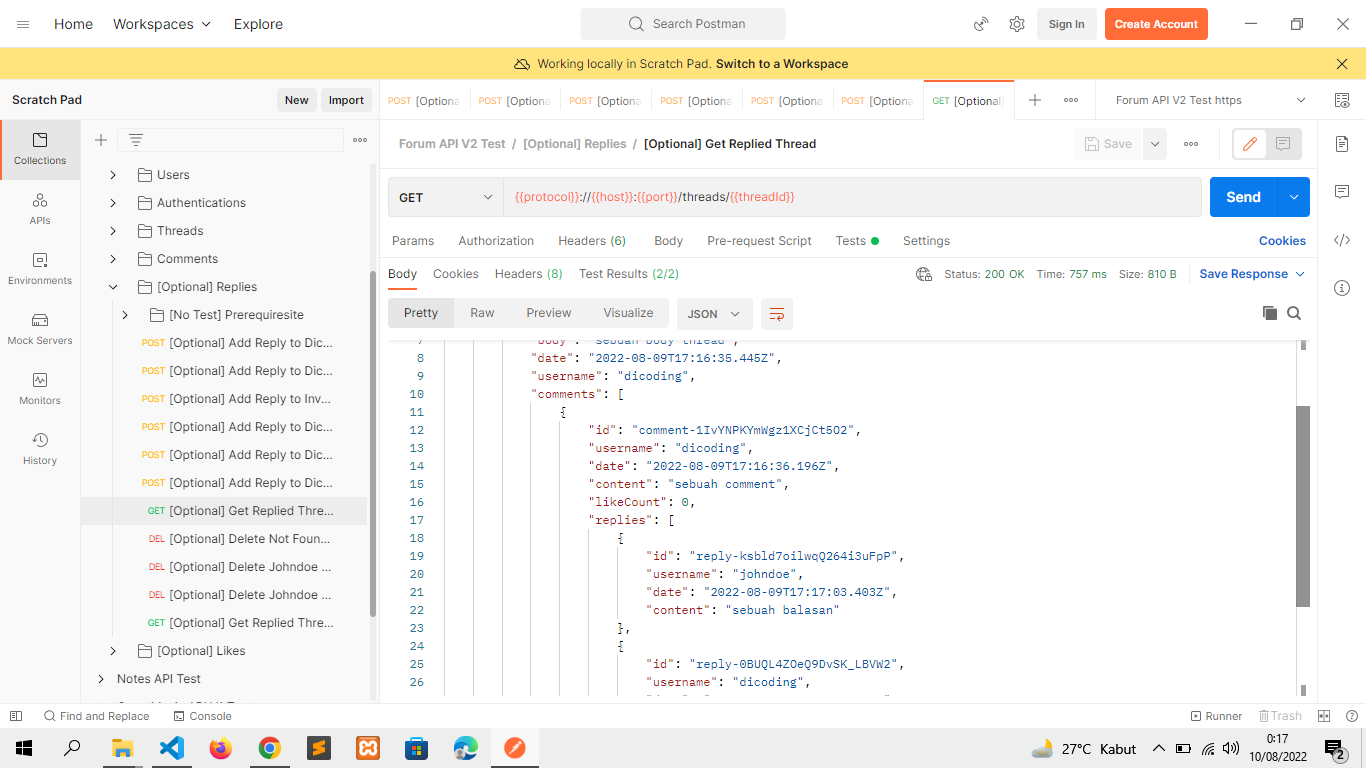 Home Workspaces Explore Search Postman Sign In Create Account
Working locally in Scratch Pad. Switch to a Workspace
Scratch Pad New Import
POST [Optiona POST [Optiona POST [Optiona POST [Optiona POST [Optiona POST [Optiona GET [Optional] Forum API V2 Test https
Collections
APIs
Environments
Mock Servers
Monitors
History
Users
Authentications
Threads
Comments
[Optional] Replies
[No Test] Prerequiresite
POST [Optional] Add Reply to Dic...
POST [Optional] Add Reply to Dic...
POST [Optional] Add Reply to Inv...
POST [Optional] Add Reply to Dic...
POST [Optional] Add Reply to Dic...
POST [Optional] Add Reply to Dic...
GET [Optional] Get Replied Thre...
DEL [Optional] Delete Not Foun...
DEL [Optional] Delete Johndoe ...
DEL [Optional] Delete Johndoe ...
GET [Optional] Get Replied Thre...
[Optional] Likes
Notes API Test
Forum API V2 Test / [Optional] Replies / [Optional] Get Replied Thread Save
GET {{protocol}}://{{host}}:{{port}}/threads/{{threadId}} Send
Params Authorization Headers (6) Body Pre-request Script Tests Settings Cookies
Body Cookies Headers (8) Test Results (2/2) Status: 200 OK Time: 757 ms Size: 810 B Save Response
Pretty Raw Preview Visualize JSON
7 "body": "sebuah body thread",
8 "date": "2022-08-09T17:16:35.445Z",
9 "username": "dicoding",
10 "comments": [
11 {
12 "id": "comment-1IvYNPKYmWgz1XCjCt5O2",
13 "username": "dicoding",
14 "date": "2022-08-09T17:16:36.196Z",
15 "content": "sebuah comment",
16 "likeCount": 0,
17 "replies": [
18 {
19 "id": "reply-ksbld7oilwqQ264i3uFpP",
20 "username": "johndoe",
21 "date": "2022-08-09T17:17:03.403Z",
22 "content": "sebuah balasan"
23 },
24 {
25 "id": "reply-0BUQL4ZOeQ9DvSK_LBVW2",
26 "username": "dicoding",
Find and Replace Console Runner Trash
27°C Kabut 0:17
10/08/2022 2